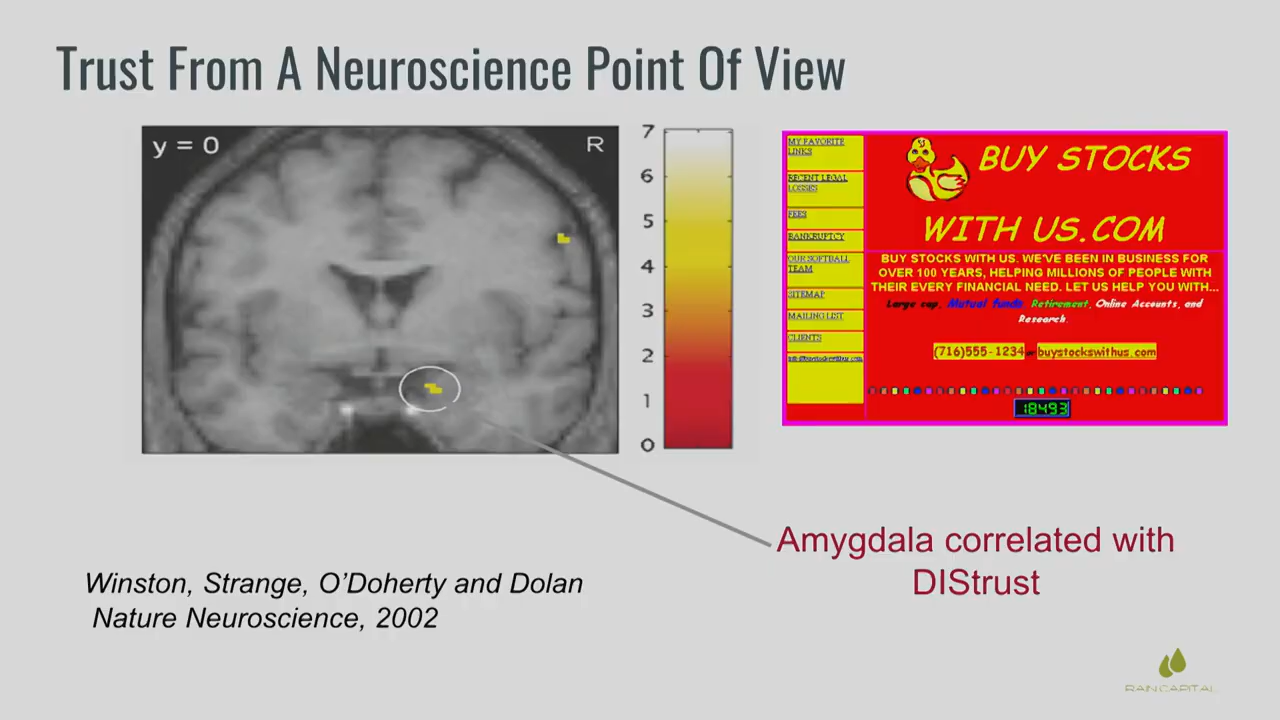 Trust From A Neuroscience Point Of View
y = 0
R
7
6
5
4
3
2
1
0
MY FAVORITE
LINKS
RECENT LEGAL
LOSSES
BANKRUPTCY
OUR SOFTBALL
TEAM
SITEMAP
MAILING LIST
CLIENTS
BUY STOCKS
WITH US.COM
BUY STOCKS WITH US. WE'VE BEEN IN BUSINESS FOR
OVER 100 YEARS, HELPING MILLIONS OF PEOPLE WITH
THEIR EVERY FINANCIAL NEED. LET US HELP YOU WITH...
Large cap, Mutual funds, Retirement, Online Accounts, and
Research.
(716)555-1234 or buystockswithus.com
18493
Amygdala correlated with
DIStrust
Winston, Strange, O'Doherty and Dolan
Nature Neuroscience, 2002
RAIN CAPITAL